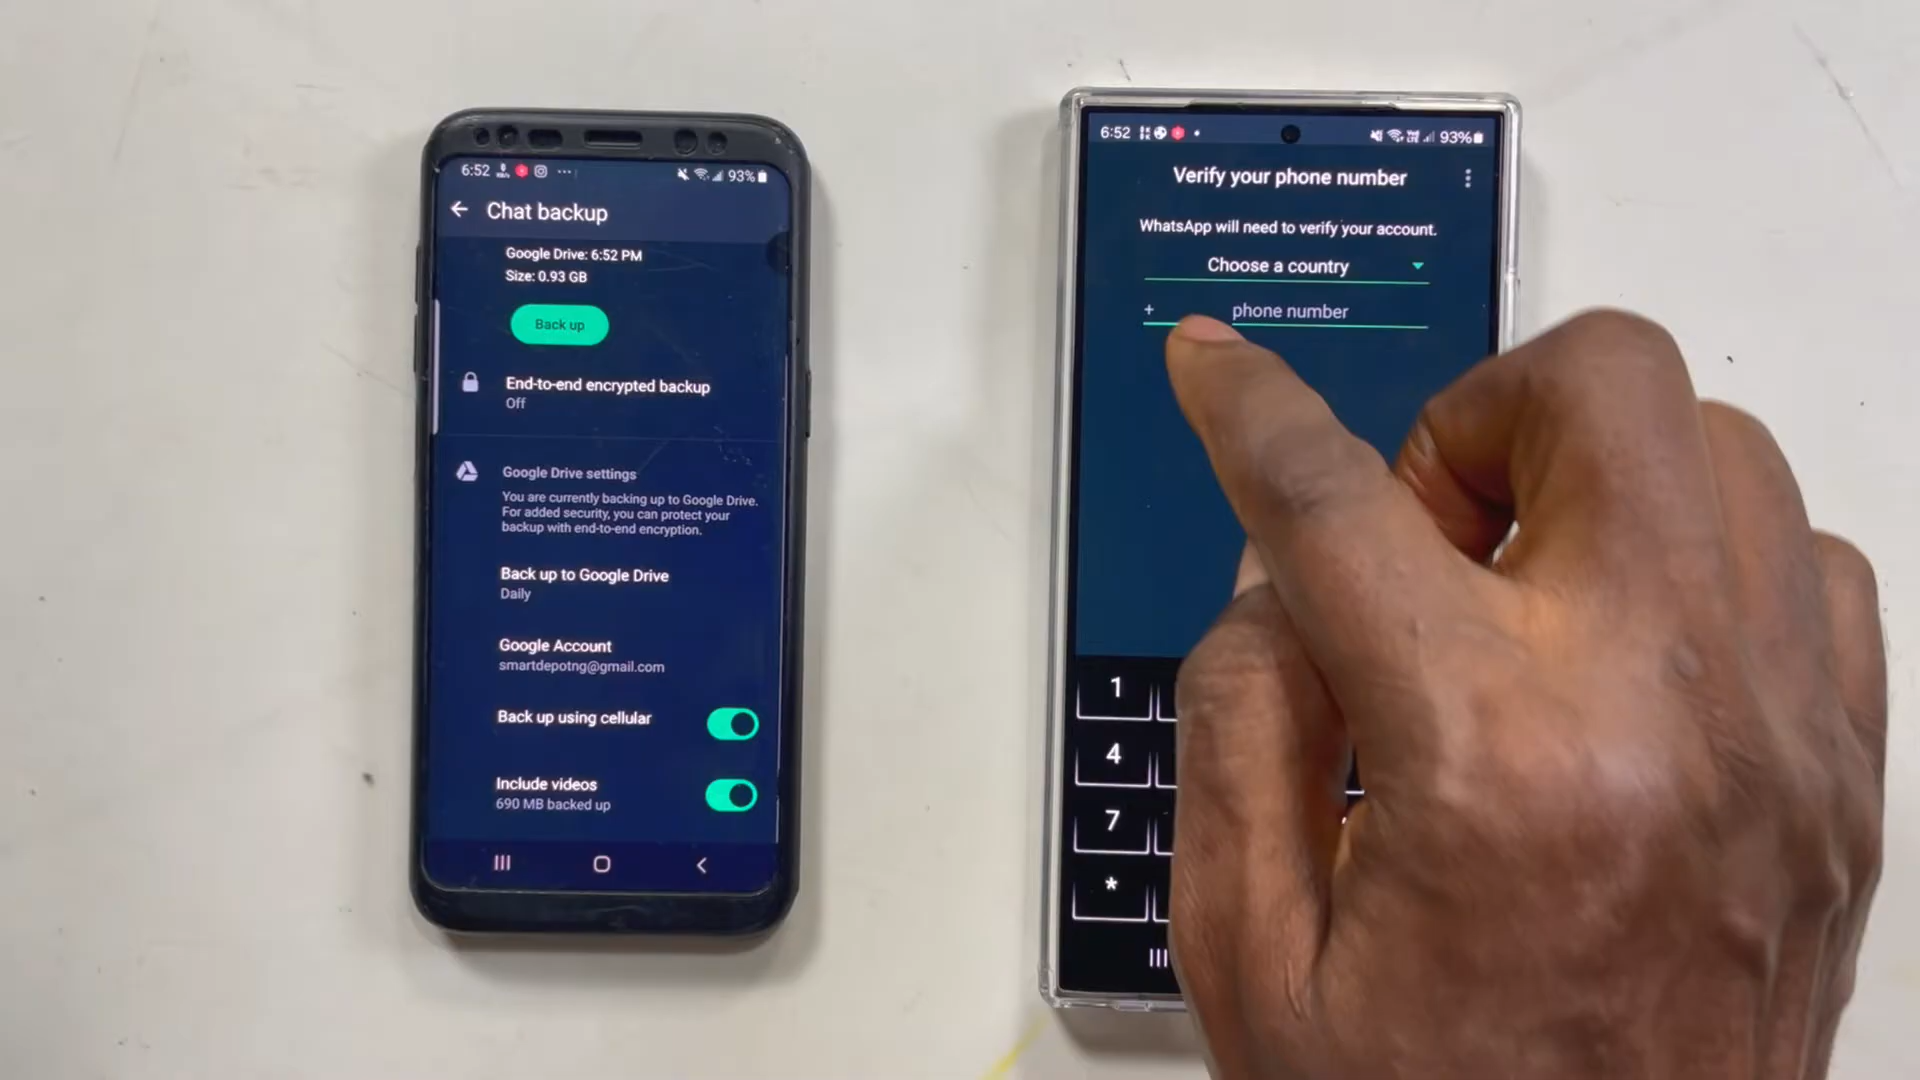 6:52
93%
Chat backup
Google Drive: 6:52 PM
Size: 0.93 GB
Back up
End-to-end encrypted backup
Off
Google Drive settings
You are currently backing up to Google Drive.
For added security, you can protect your
backup with end-to-end encryption.
Back up to Google Drive
Daily
Google Account
smartdepotng@gmail.com
Back up using cellular
Include videos
690 MB backed up
6:52
93%
Verify your phone number
WhatsApp will need to verify your account.
Choose a country
+ phone number
1
4
7
*